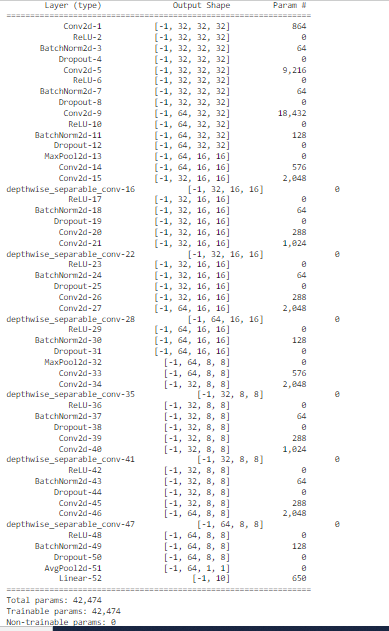 Layer (type) Output Shape Param #
================================================================
Conv2d-1 [-1, 32, 32, 32] 864
ReLU-2 [-1, 32, 32, 32] 0
BatchNorm2d-3 [-1, 32, 32, 32] 64
Dropout-4 [-1, 32, 32, 32] 0
Conv2d-5 [-1, 32, 32, 32] 9,216
ReLU-6 [-1, 32, 32, 32] 0
BatchNorm2d-7 [-1, 32, 32, 32] 64
Dropout-8 [-1, 32, 32, 32] 0
Conv2d-9 [-1, 64, 32, 32] 18,432
ReLU-10 [-1, 64, 32, 32] 0
BatchNorm2d-11 [-1, 64, 32, 32] 128
Dropout-12 [-1, 64, 32, 32] 0
MaxPool2d-13 [-1, 64, 16, 16] 0
Conv2d-14 [-1, 64, 16, 16] 576
Conv2d-15 [-1, 32, 16, 16] 2,048
depthwise_separable_conv-16 [-1, 32, 16, 16] 0
ReLU-17 [-1, 32, 16, 16] 0
BatchNorm2d-18 [-1, 32, 16, 16] 64
Dropout-19 [-1, 32, 16, 16] 0
Conv2d-20 [-1, 32, 16, 16] 288
Conv2d-21 [-1, 32, 16, 16] 1,024
depthwise_separable_conv-22 [-1, 32, 16, 16] 0
ReLU-23 [-1, 32, 16, 16] 0
BatchNorm2d-24 [-1, 32, 16, 16] 64
Dropout-25 [-1, 32, 16, 16] 0
Conv2d-26 [-1, 32, 16, 16] 288
Conv2d-27 [-1, 64, 16, 16] 2,048
depthwise_separable_conv-28 [-1, 64, 16, 16] 0
ReLU-29 [-1, 64, 16, 16] 0
BatchNorm2d-30 [-1, 64, 16, 16] 128
Dropout-31 [-1, 64, 16, 16] 0
MaxPool2d-32 [-1, 64, 8, 8] 0
Conv2d-33 [-1, 64, 8, 8] 576
Conv2d-34 [-1, 32, 8, 8] 2,048
depthwise_separable_conv-35 [-1, 32, 8, 8] 0
ReLU-36 [-1, 32, 8, 8] 0
BatchNorm2d-37 [-1, 32, 8, 8] 64
Dropout-38 [-1, 32, 8, 8] 0
Conv2d-39 [-1, 32, 8, 8] 288
Conv2d-40 [-1, 32, 8, 8] 1,024
depthwise_separable_conv-41 [-1, 32, 8, 8] 0
ReLU-42 [-1, 32, 8, 8] 0
BatchNorm2d-43 [-1, 32, 8, 8] 64
Dropout-44 [-1, 32, 8, 8] 0
Conv2d-45 [-1, 32, 8, 8] 288
Conv2d-46 [-1, 64, 8, 8] 2,048
depthwise_separable_conv-47 [-1, 64, 8, 8] 0
ReLU-48 [-1, 64, 8, 8] 0
BatchNorm2d-49 [-1, 64, 8, 8] 128
Dropout-50 [-1, 64, 8, 8] 0
AvgPool2d-51 [-1, 64, 1, 1] 0
Linear-52 [-1, 10] 650
================================================================
Total params: 42,474
Trainable params: 42,474
Non-trainable params: 0